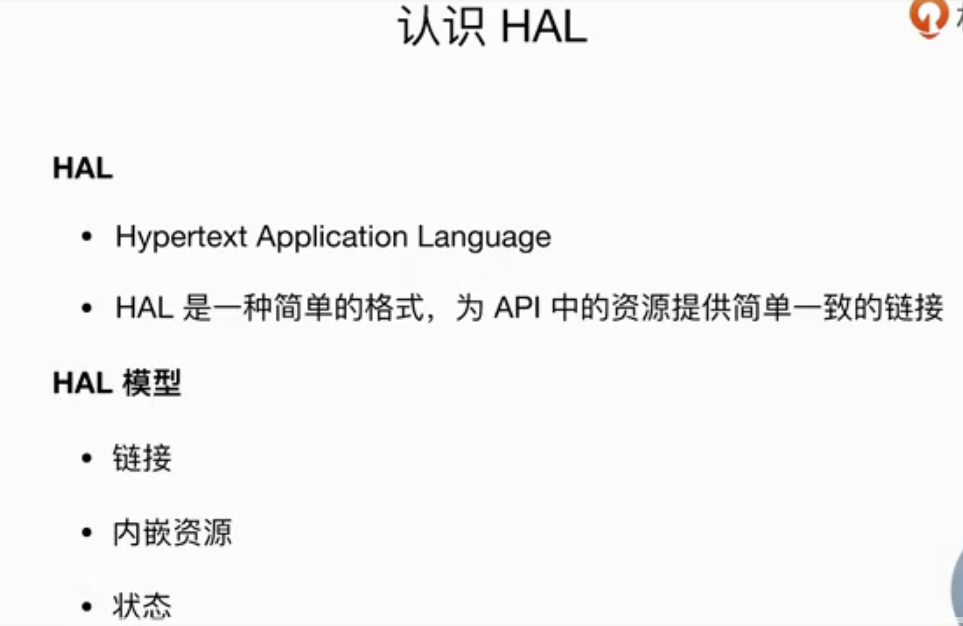 认识 HAL
HAL
• Hypertext Application Language
• HAL 是一种简单的格式，为 API 中的资源提供简单一致的链接
HAL 模型
• 链接
• 内嵌资源
• 状态